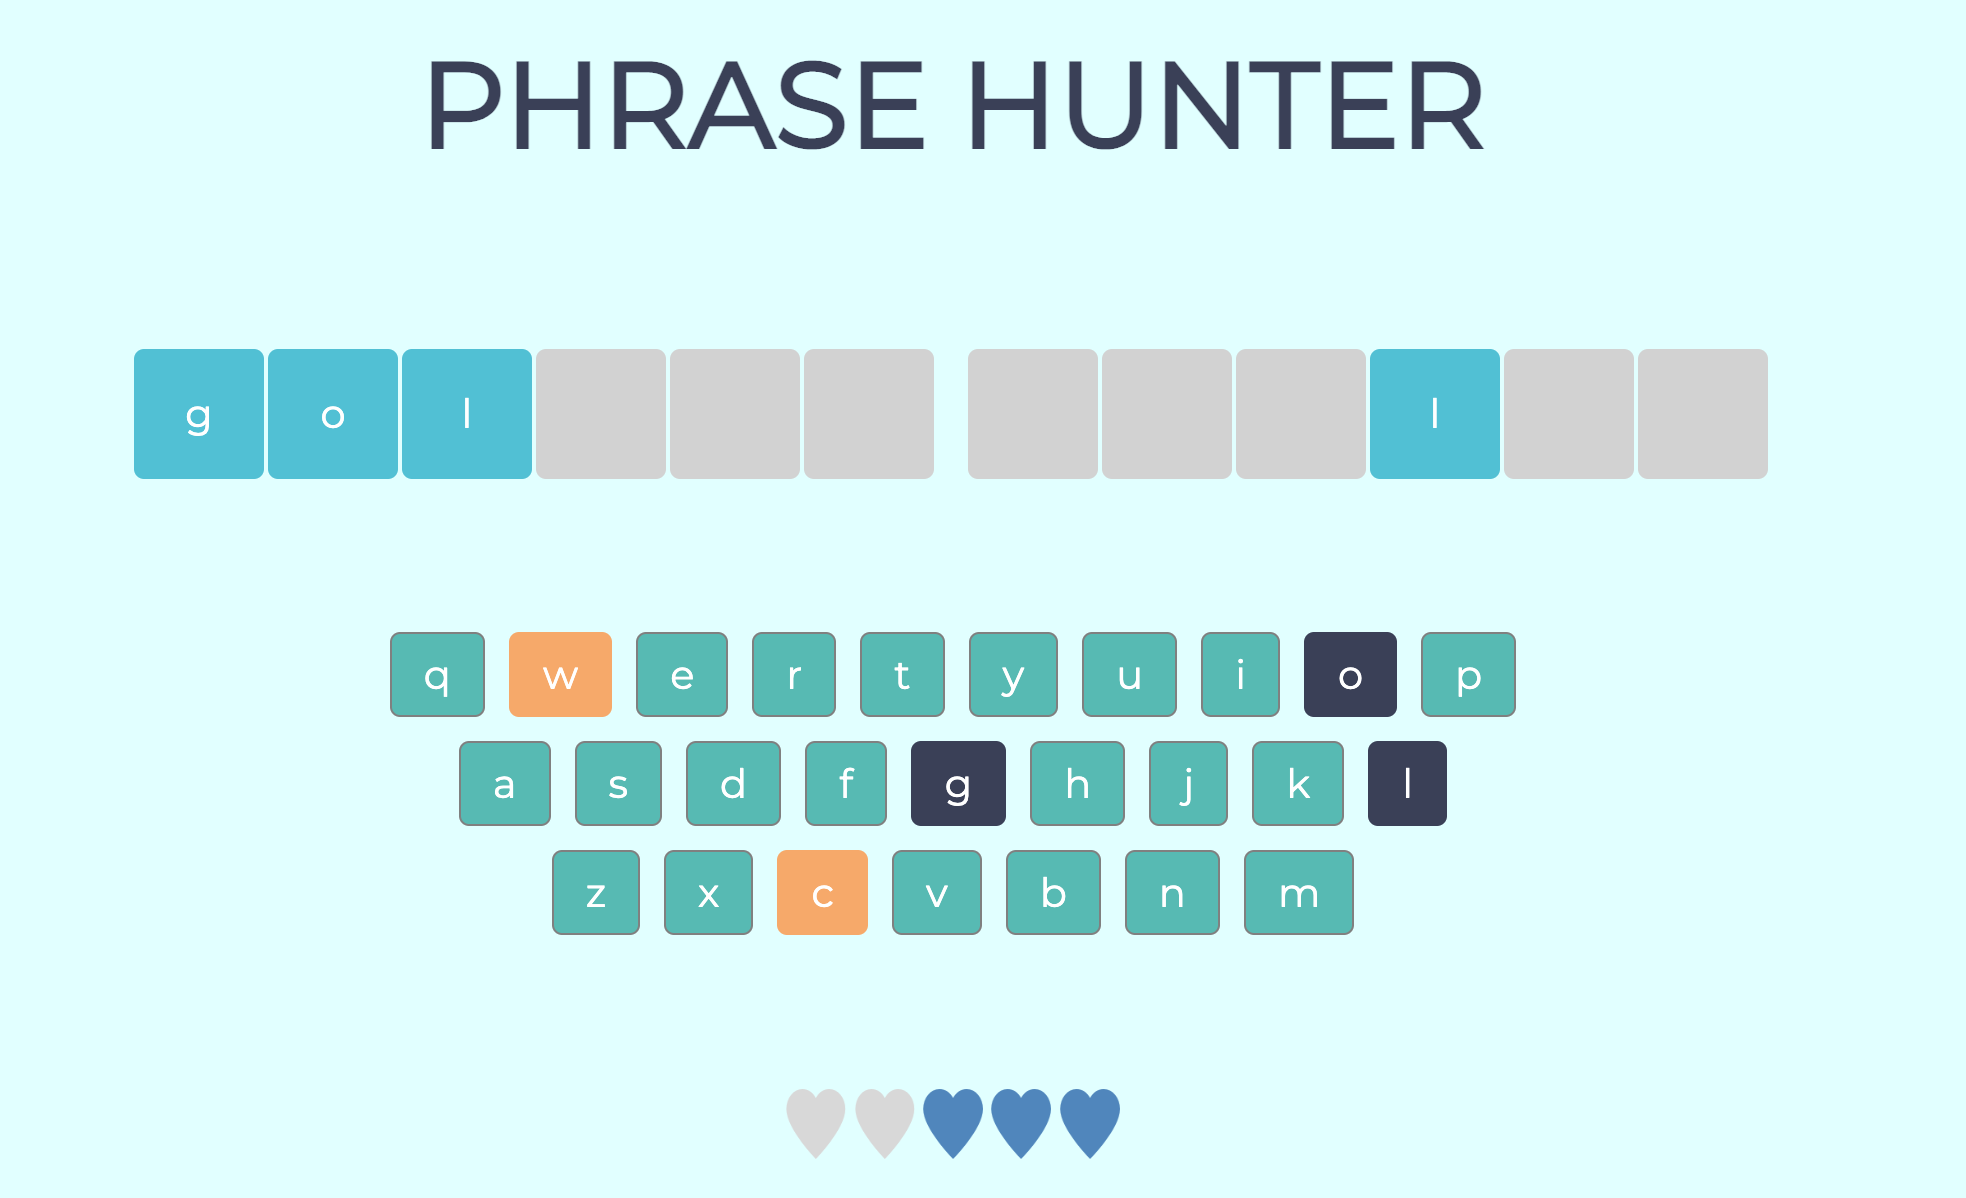 PHRASE HUNTER
g o l l
q w e r t y u i o p
a s d f g h j k l
z x c v b n m